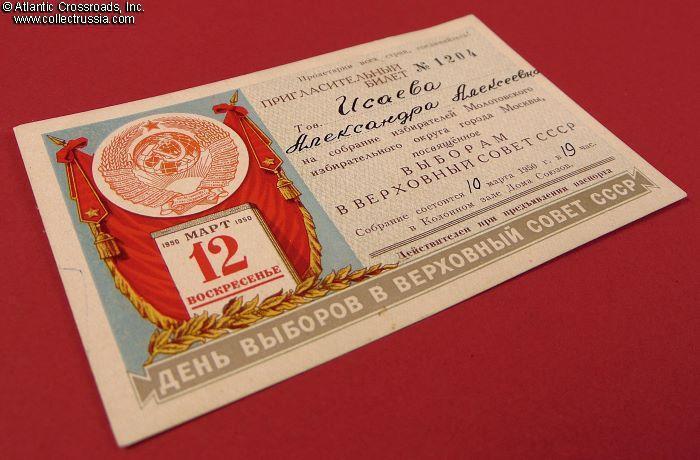 © Atlantic Crossroads, Inc.
www.collectrussia.com
Пролетарии всех стран, соединяйтесь!
ПРИГЛАСИТЕЛЬНЫЙ
БИЛЕТ № 1204
Тов. Исаева
Александра Алексеевна
на собрание избирателей Молотовского
избирательного округа города Москвы,
посвящённое
ВЫБОРАМ
В ВЕРХОВНЫЙ СОВЕТ СССР
Собрание состоится 10 марта 1950 г. в 19 час.
в Колонном зале Дома Союзов.
Действителен при предъявлении паспорта
1950 МАРТ 1950
12
ВОСКРЕСЕНЬЕ
ДЕНЬ ВЫБОРОВ В ВЕРХОВНЫЙ СОВЕТ СССР